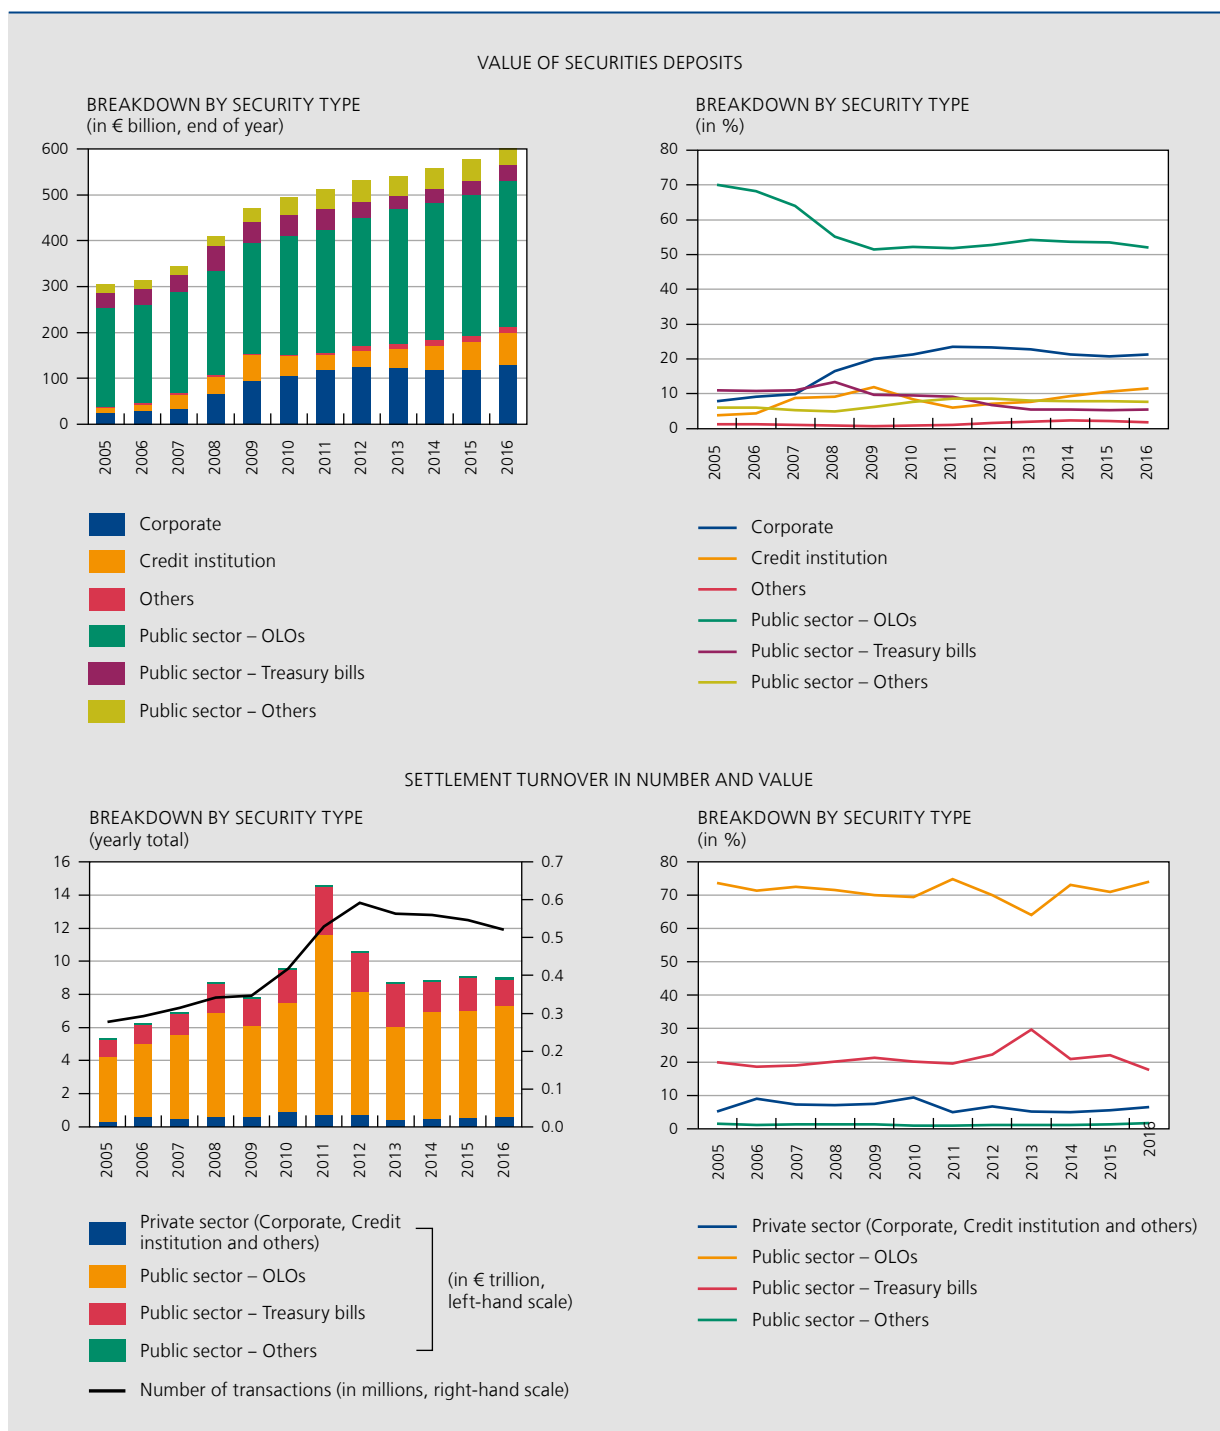 VALUE OF SECURITIES DEPOSITS
BREAKDOWN BY SECURITY TYPE
(in € billion, end of year)
600
500
400
300
200
100
0
2005
2006
2007
2008
2009
2010
2011
2012
2013
2014
2015
2016
Corporate
Credit institution
Others
Public sector – OLOs
Public sector – Treasury bills
Public sector – Others
BREAKDOWN BY SECURITY TYPE
(in %)
80
70
60
50
40
30
20
10
0
2005
2006
2007
2008
2009
2010
2011
2012
2013
2014
2015
2016
Corporate
Credit institution
Others
Public sector – OLOs
Public sector – Treasury bills
Public sector – Others
SETTLEMENT TURNOVER IN NUMBER AND VALUE
BREAKDOWN BY SECURITY TYPE
(yearly total)
16
14
12
10
8
6
4
2
0
0.7
0.6
0.5
0.4
0.3
0.2
0.1
0.0
2005
2006
2007
2008
2009
2010
2011
2012
2013
2014
2015
2016
Private sector (Corporate, Credit
institution and others)
Public sector – OLOs
Public sector – Treasury bills
Public sector – Others
(in € trillion,
left-hand scale)
Number of transactions (in millions, right-hand scale)
BREAKDOWN BY SECURITY TYPE
(in %)
80
70
60
50
40
30
20
10
0
2005
2006
2007
2008
2009
2010
2011
2012
2013
2014
2015
2016
Private sector (Corporate, Credit institution and others)
Public sector – OLOs
Public sector – Treasury bills
Public sector – Others